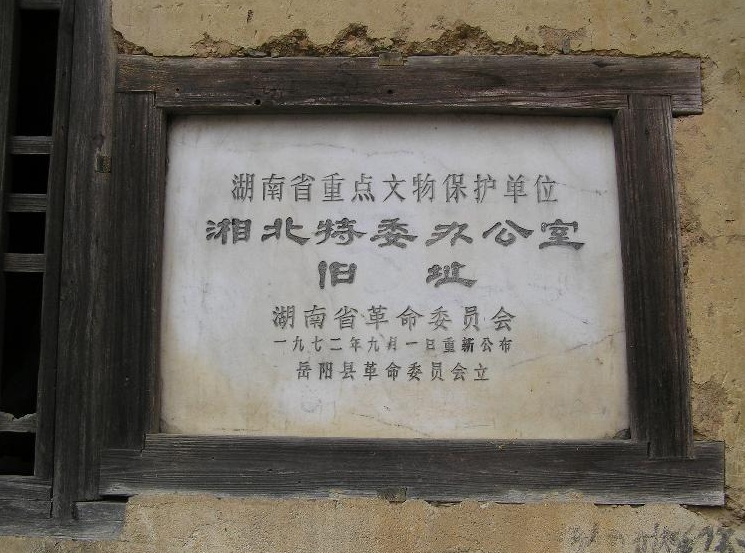 湖南省重点文物保护单位
湘北特委办公室
旧址
湖南省革命委员会
一九七二年九月一日重新公布
岳阳县革命委员会立